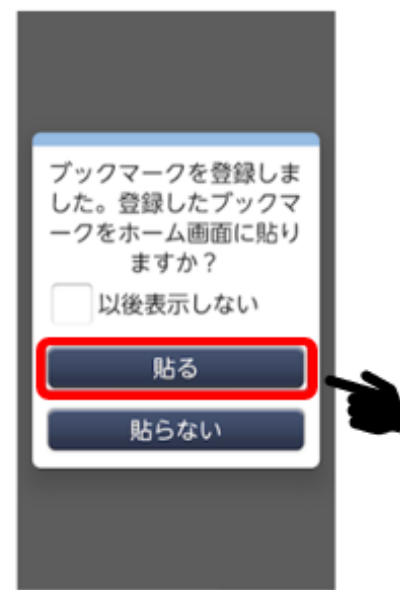 ブックマークを登録しま
した。登録したブックマ
ークをホーム画面に貼り
ますか？
以後表示しない
貼る
貼らない